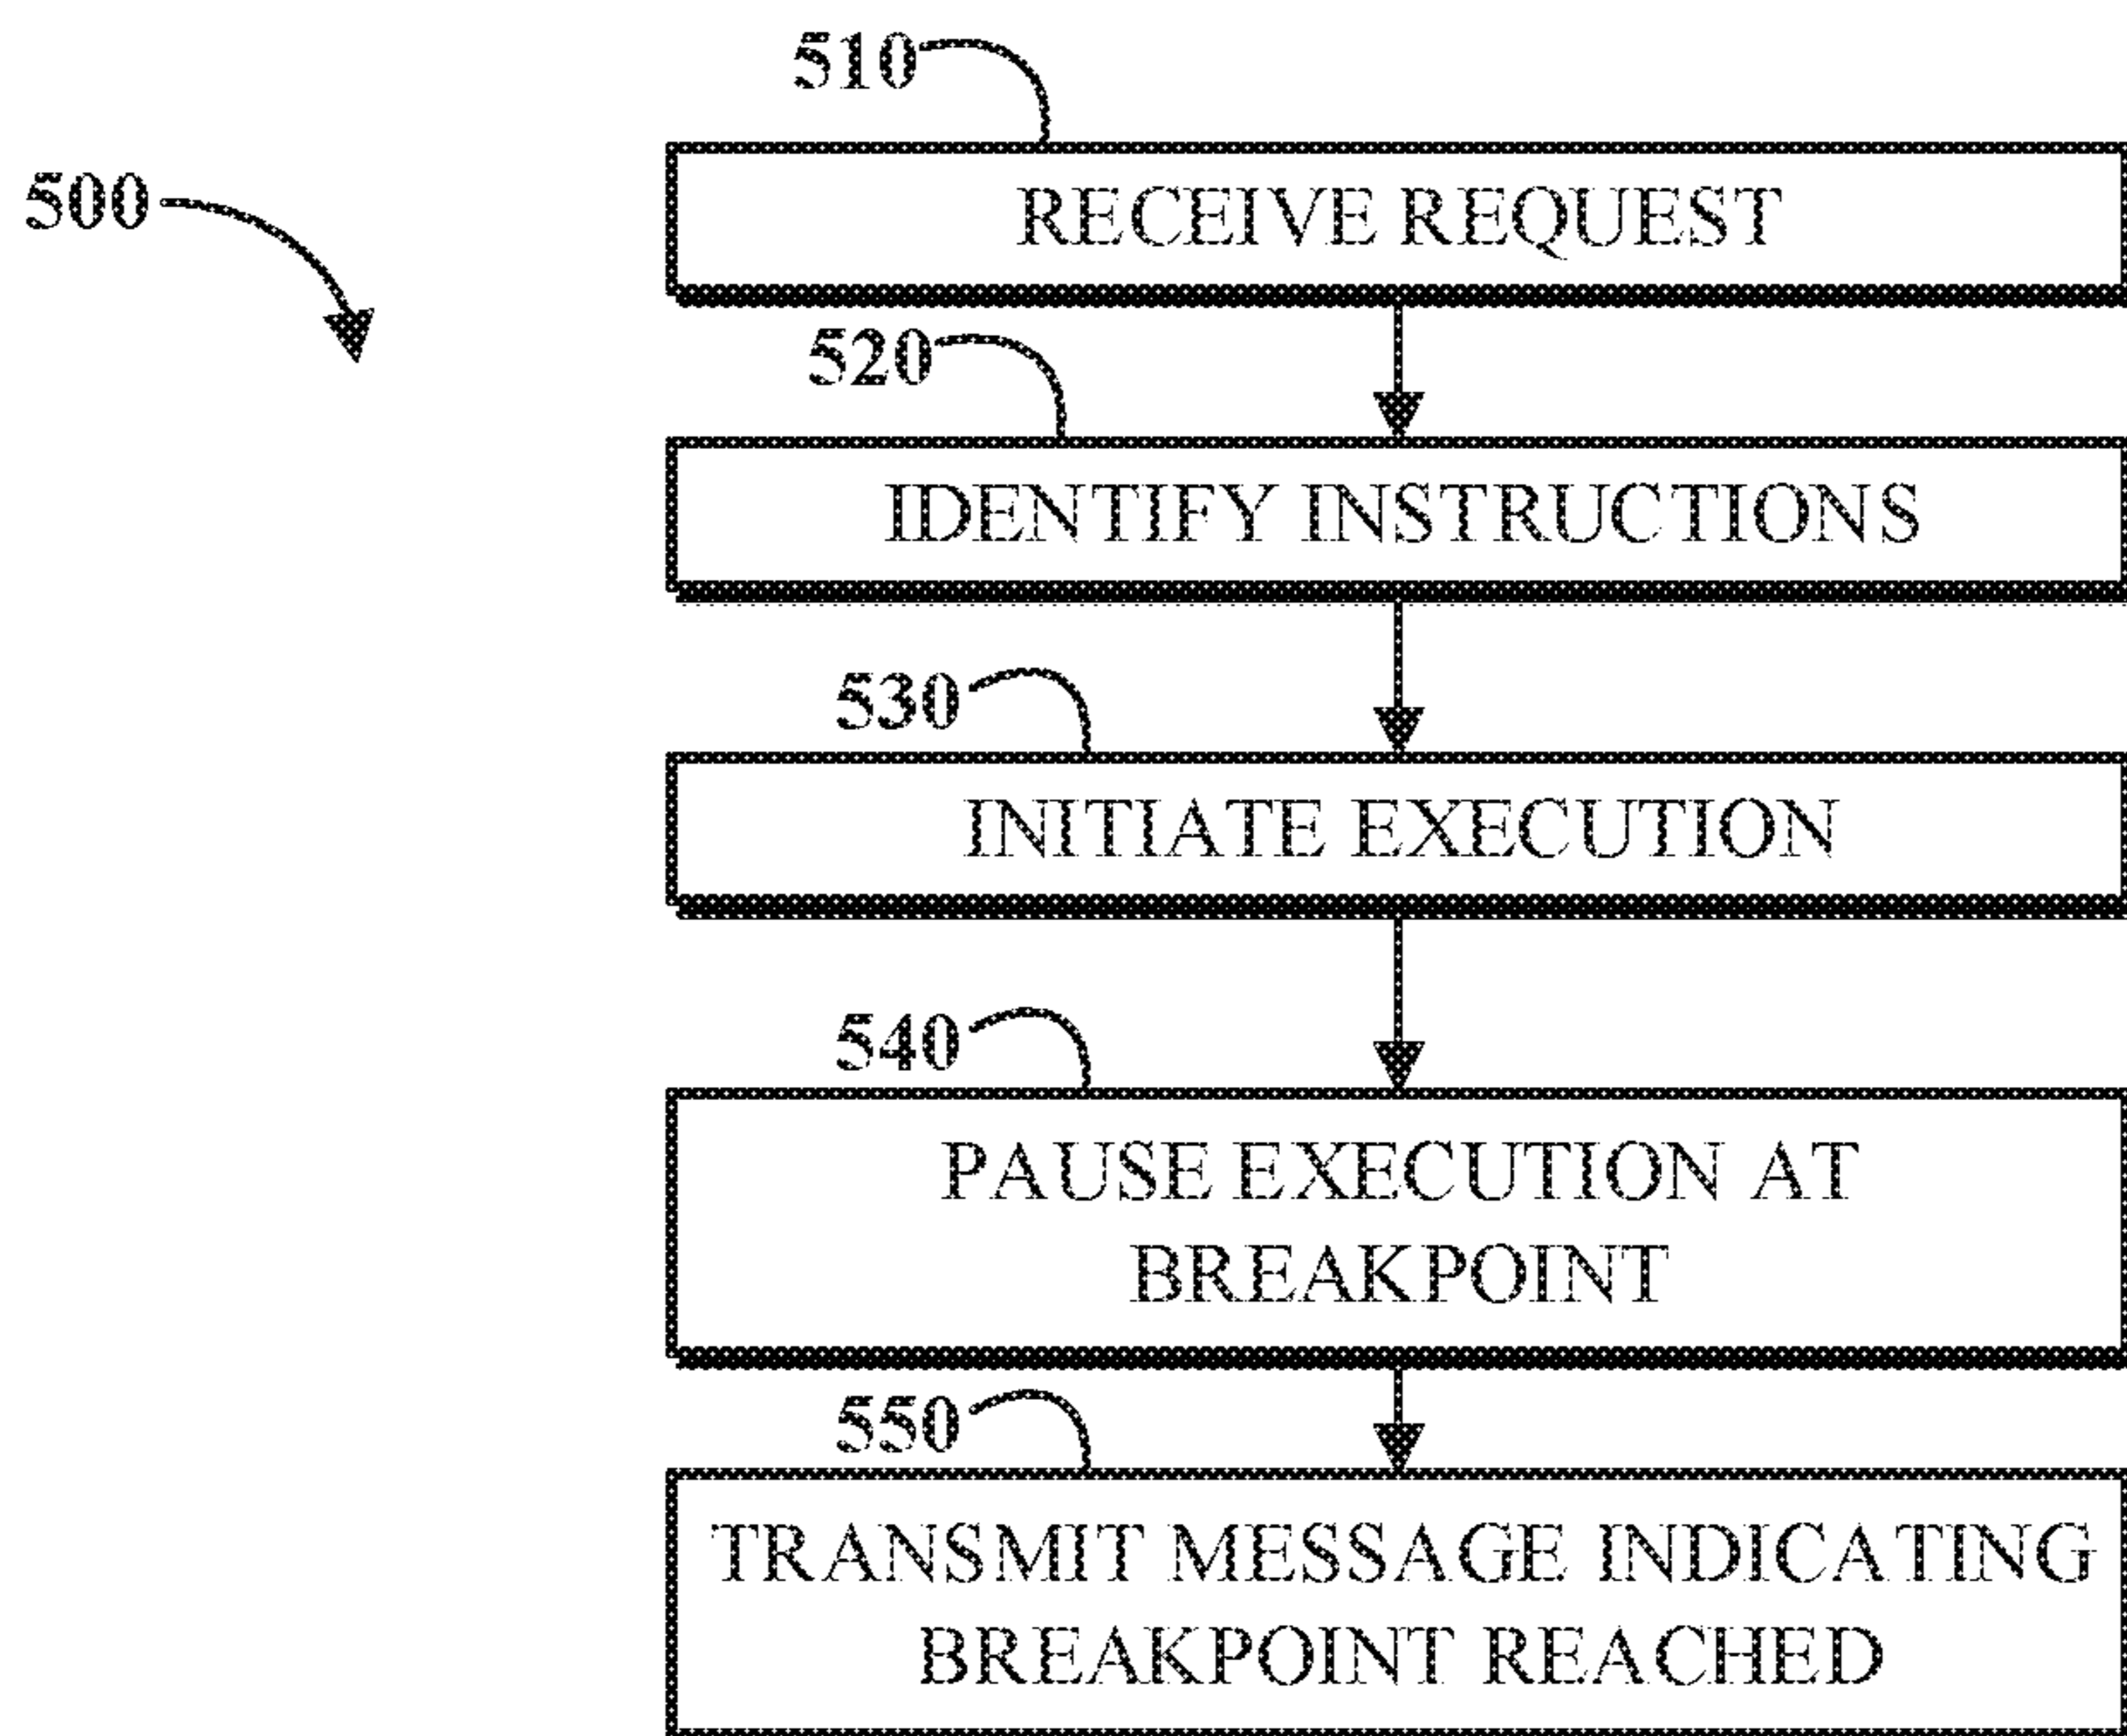 510
500
RECEIVE REQUEST
520
IDENTIFY INSTRUCTIONS
530
INITIATE EXECUTION
540
PAUSE EXECUTION AT
BREAKPOINT
550
TRANSMIT MESSAGE INDICATING
BREAKPOINT REACHED